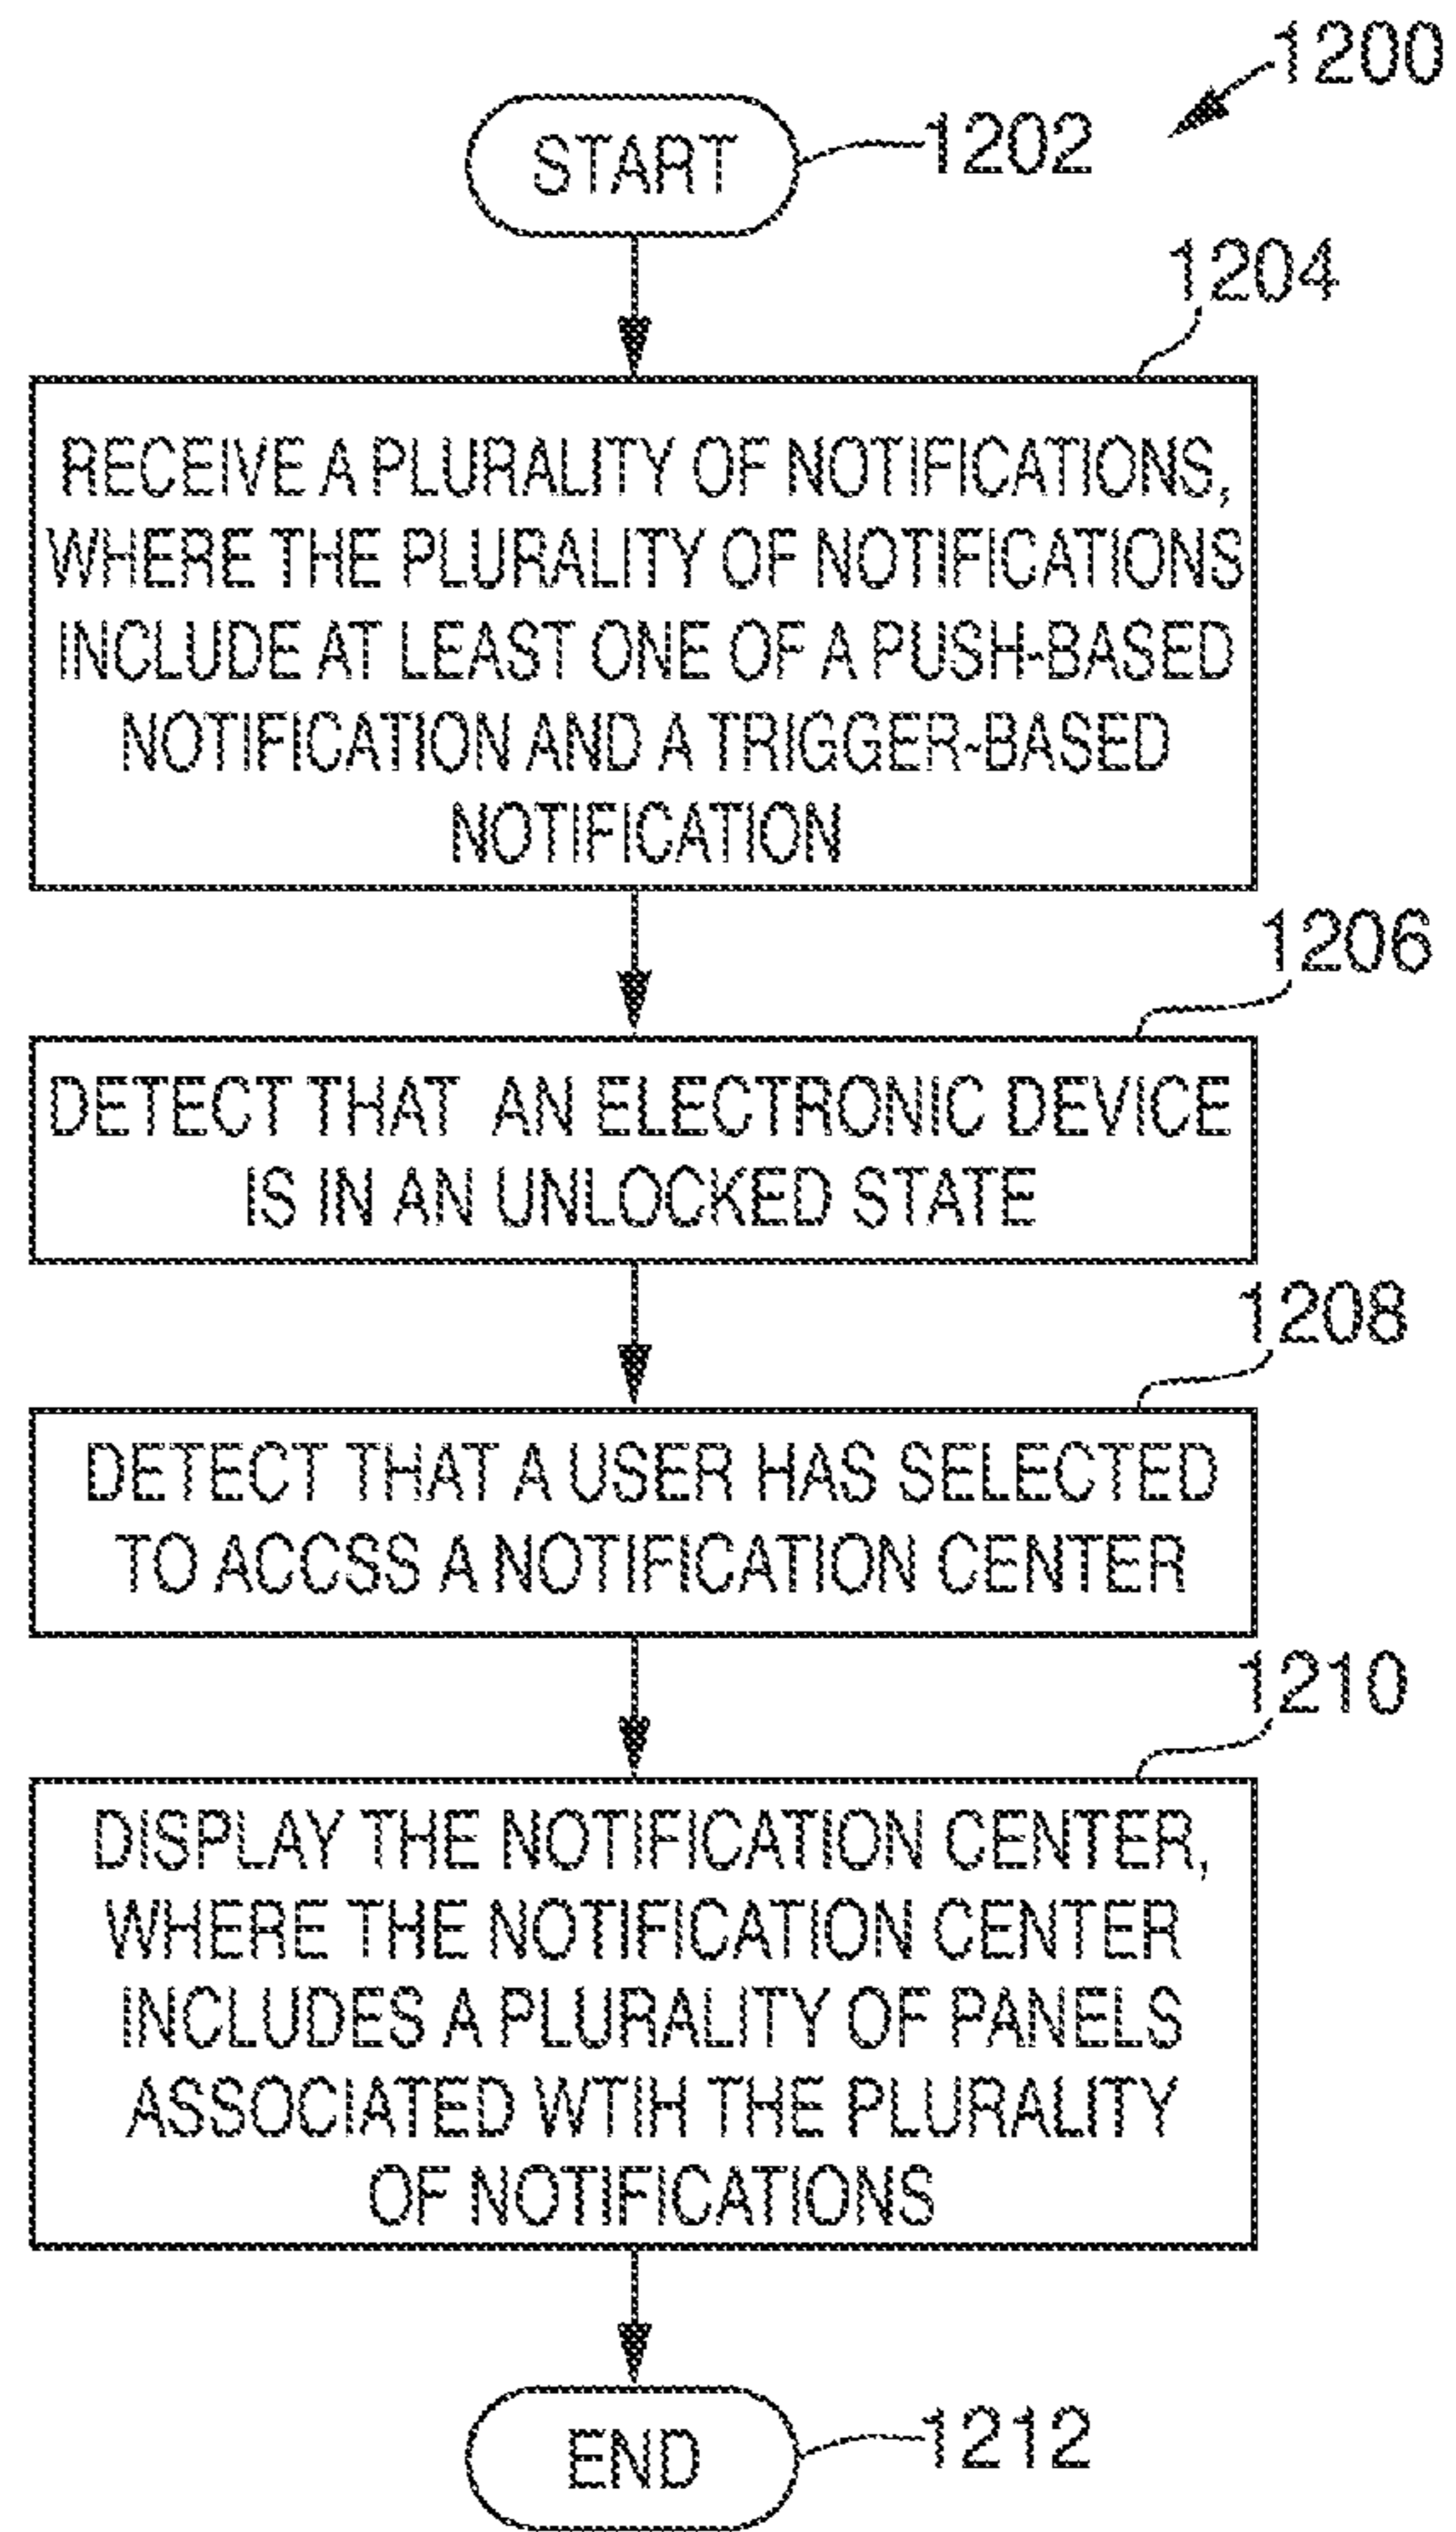 1200
START
1202
1204
RECEIVE A PLURALITY OF NOTIFICATIONS,
WHERE THE PLURALITY OF NOTIFICATIONS
INCLUDE AT LEAST ONE OF A PUSH-BASED
NOTIFICATION AND A TRIGGER-BASED
NOTIFICATION
1206
DETECT THAT AN ELECTRONIC DEVICE
IS IN AN UNLOCKED STATE
1208
DETECT THAT A USER HAS SELECTED
TO ACCSS A NOTIFICATION CENTER
1210
DISPLAY THE NOTIFICATION CENTER,
WHERE THE NOTIFICATION CENTER
INCLUDES A PLURALITY OF PANELS
ASSOCIATED WTIH THE PLURALITY
OF NOTIFICATIONS
END
1212